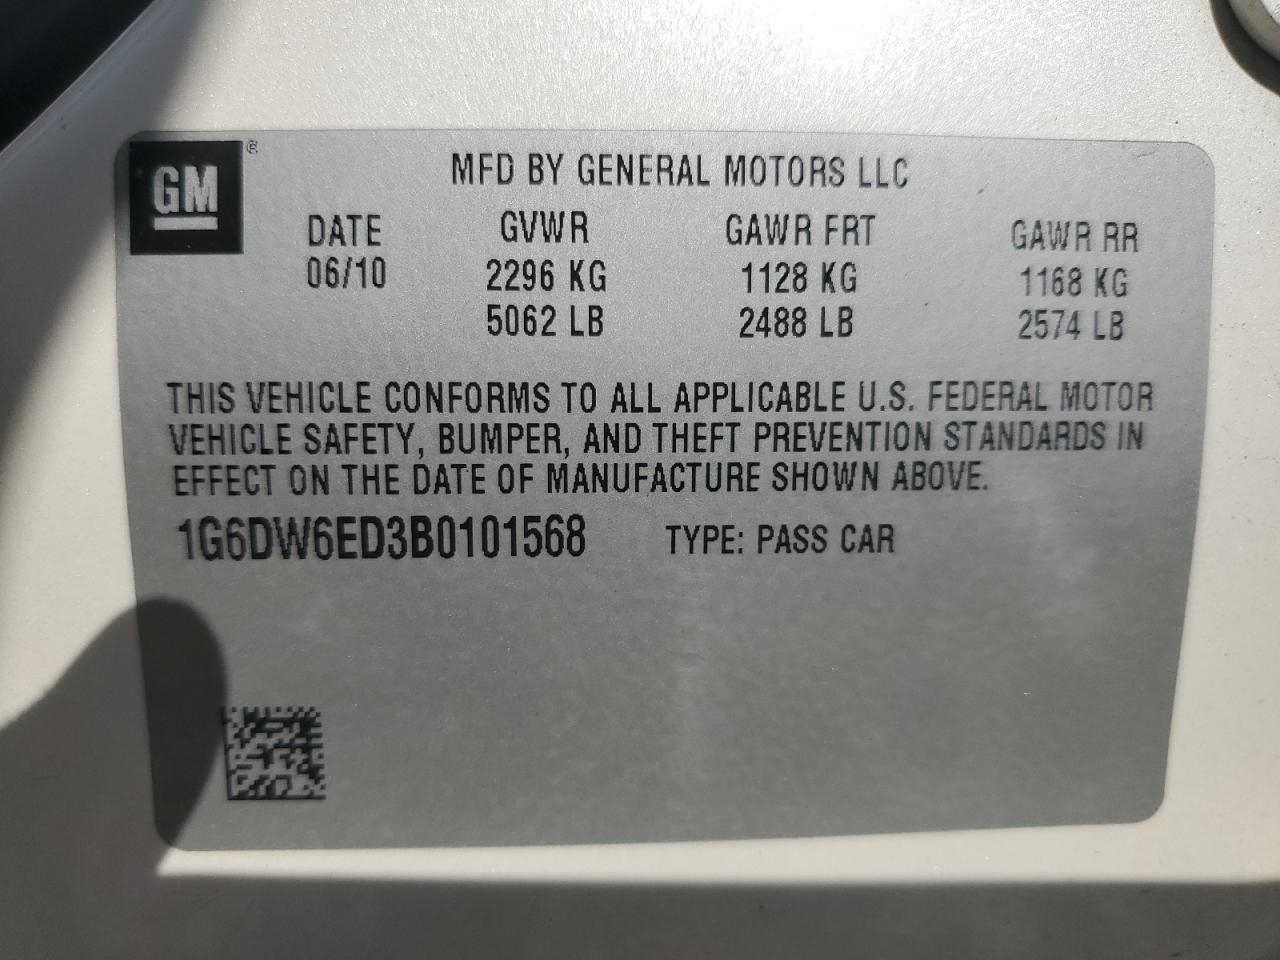 GM®
MFD BY GENERAL MOTORS LLC
DATE GVWR GAWR FRT GAWR RR
06/10 2296 KG 1128 KG 1168 KG
5062 LB 2488 LB 2574 LB
THIS VEHICLE CONFORMS TO ALL APPLICABLE U.S. FEDERAL MOTOR
VEHICLE SAFETY, BUMPER, AND THEFT PREVENTION STANDARDS IN
EFFECT ON THE DATE OF MANUFACTURE SHOWN ABOVE.
1G6DW6ED3B0101568 TYPE: PASS CAR